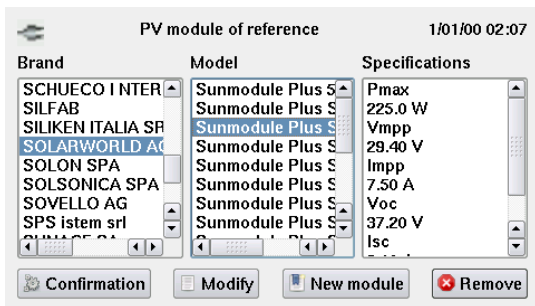 PV module of reference 1/01/00 02:07
Brand Model Specifications
SCHUECO I NTER
SILFAB
SILIKEN ITALIA SR
SOLARWORLD AG
SOLON SPA
SOLSONICA SPA
SOVELLO AG
SPS istem srl
Sunmodule Plus S
Sunmodule Plus S
Sunmodule Plus S
Sunmodule Plus S
Sunmodule Plus S
Sunmodule Plus S
Sunmodule Plus S
Sunmodule Plus S
Pmax
225.0 W
Vmpp
29.40 V
Impp
7.50 A
Voc
37.20 V
Isc
Confirmation Modify New module Remove